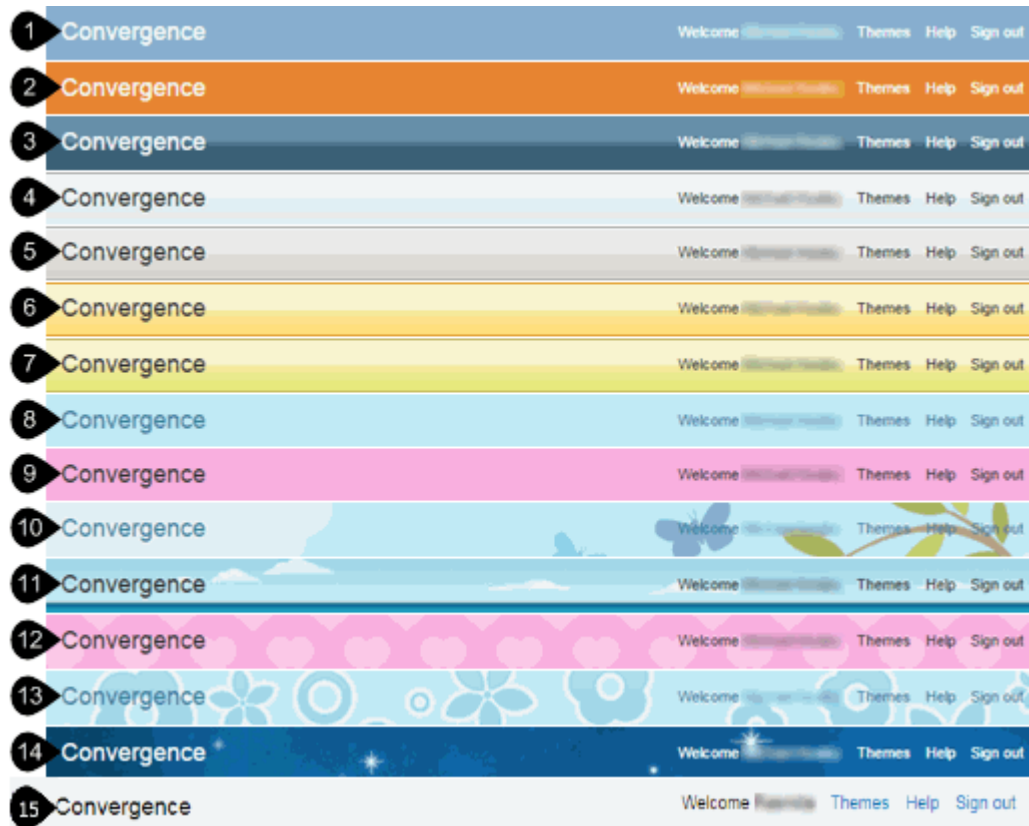 1 Convergence Welcome Themes Help Sign out
2 Convergence Welcome Themes Help Sign out
3 Convergence Welcome Themes Help Sign out
4 Convergence Welcome Themes Help Sign out
5 Convergence Welcome Themes Help Sign out
6 Convergence Welcome Themes Help Sign out
7 Convergence Welcome Themes Help Sign out
8 Convergence Welcome Themes Help Sign out
9 Convergence Welcome Themes Help Sign out
10 Convergence Welcome Themes Help Sign out
11 Convergence Welcome Themes Help Sign out
12 Convergence Welcome Themes Help Sign out
13 Convergence Welcome Themes Help Sign out
14 Convergence Welcome Themes Help Sign out
15 Convergence Welcome Themes Help Sign out